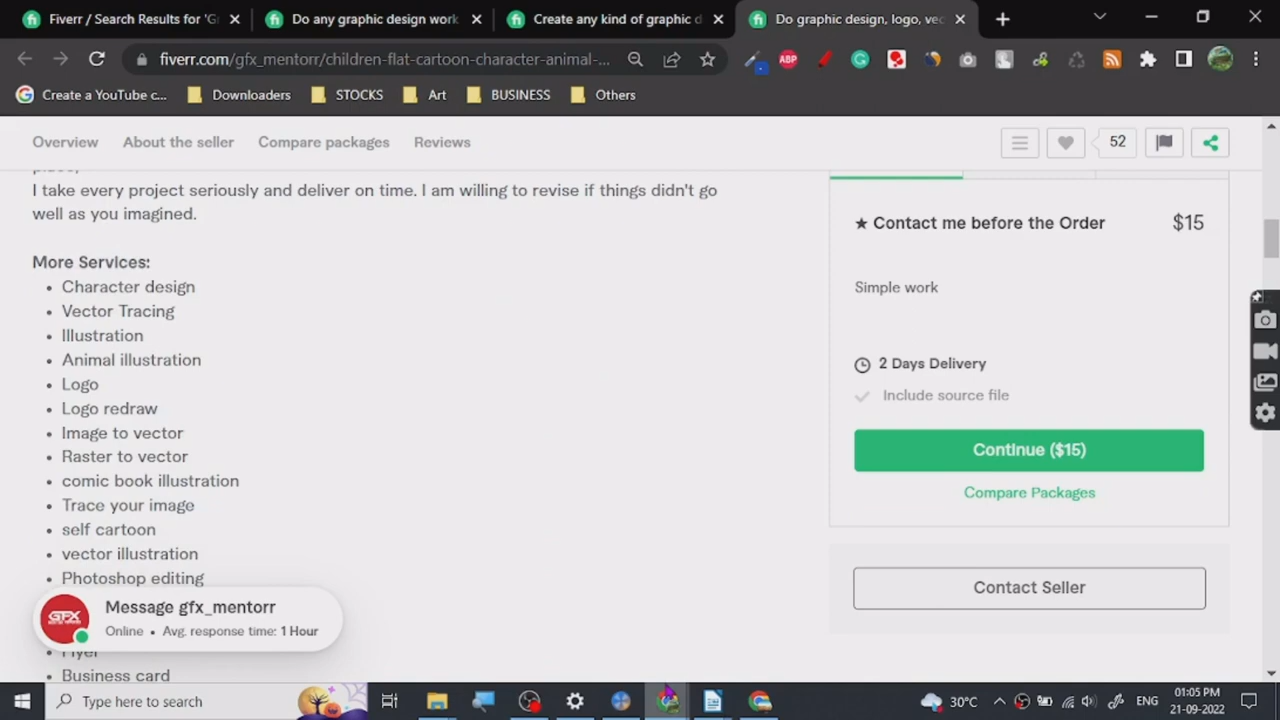 Fiverr / Search Results for 'Gr
Do any graphic design work
Create any kind of graphic d
Do graphic design, logo, vec
fiverr.com/gfx_mentorr/children-flat-cartoon-character-animal-...
ABP
Create a YouTube c...
Downloaders
STOCKS
Art
BUSINESS
Others
Overview
About the seller
Compare packages
Reviews
52
I take every project seriously and deliver on time. I am willing to revise if things didn't go
well as you imagined.
More Services:
• Character design
• Vector Tracing
• Illustration
• Animal illustration
• Logo
• Logo redraw
• Image to vector
• Raster to vector
• comic book illustration
• Trace your image
• self cartoon
• vector illustration
• Photoshop editing
• Flyer
• Business card
★ Contact me before the Order
$15
Simple work
2 Days Delivery
Include source file
Continue ($15)
Compare Packages
Contact Seller
GFX
Message gfx_mentorr
Online • Avg. response time: 1 Hour
Type here to search
30°C
ENG
01:05 PM
21-09-2022